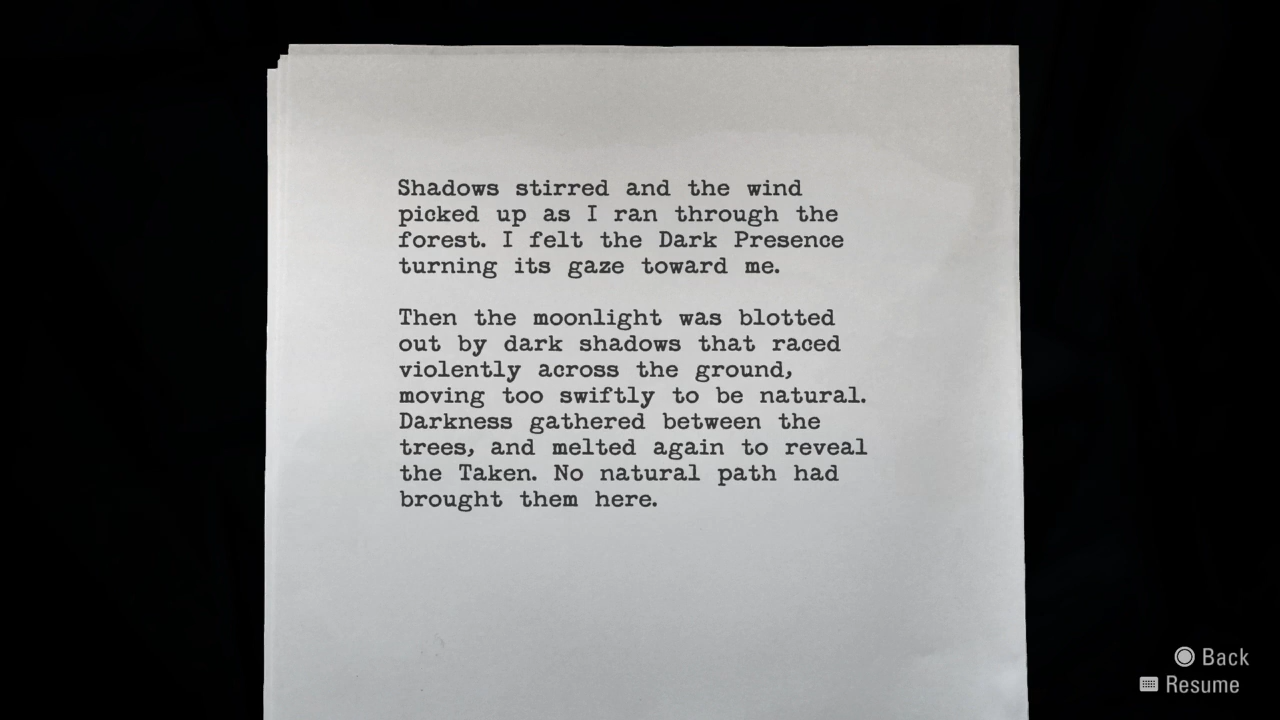 Shadows stirred and the wind
picked up as I ran through the
forest. I felt the Dark Presence
turning its gaze toward me.
Then the moonlight was blotted
out by dark shadows that raced
violently across the ground,
moving too swiftly to be natural.
Darkness gathered between the
trees, and melted again to reveal
the Taken. No natural path had
brought them here.
Back
Resume